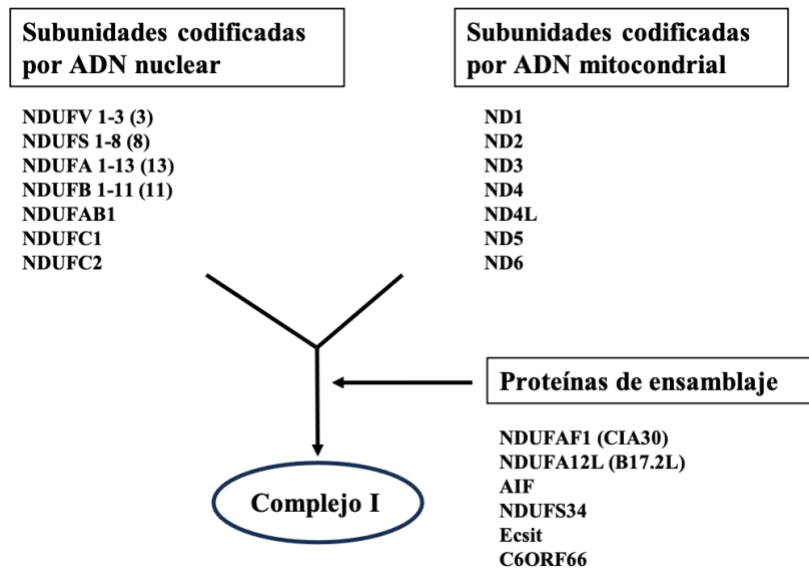 Subunidades codificadas
por ADN nuclear
NDUFV 1-3 (3)
NDUFS 1-8 (8)
NDUFA 1-13 (13)
NDUFB 1-11 (11)
NDUFAB1
NDUFC1
NDUFC2
Subunidades codificadas
por ADN mitocondrial
ND1
ND2
ND3
ND4
ND4L
ND5
ND6
Proteínas de ensamblaje
NDUFAF1 (CIA30)
NDUFA12L (B17.2L)
AIF
NDUFS34
Ecsit
C6ORF66
Complejo I